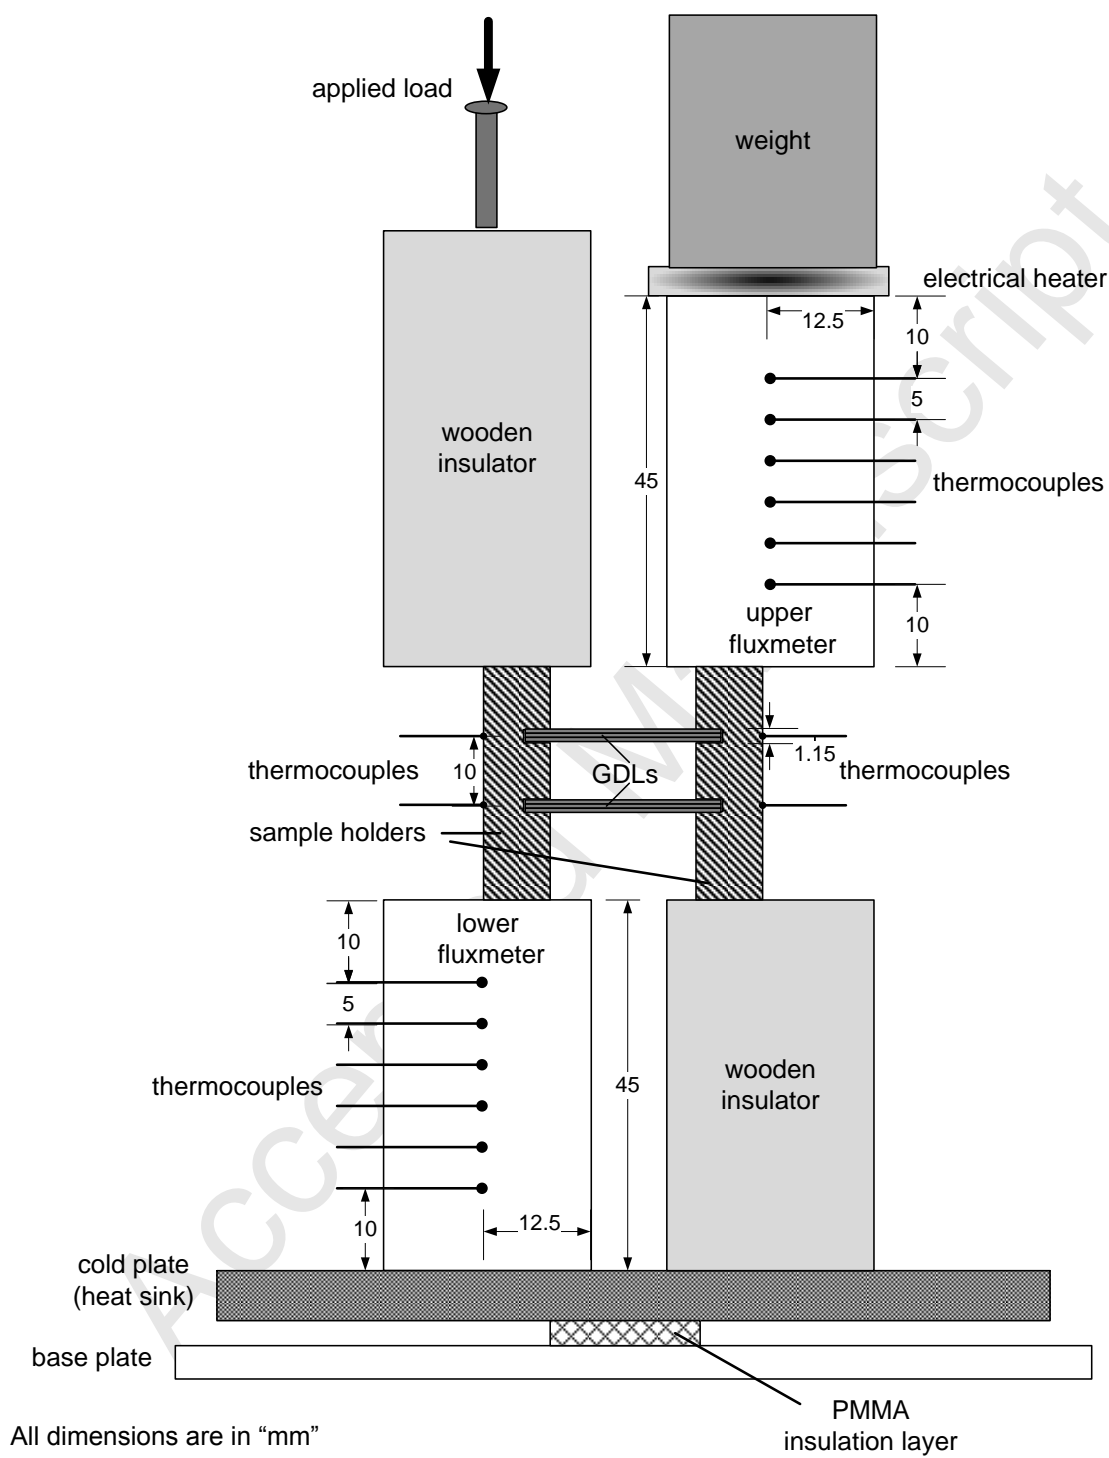 applied load
weight
electrical heater
12.5
10
5
wooden
insulator
45
thermocouples
upper
fluxmeter
10
1.15
thermocouples
10
GDLs
thermocouples
sample holders
lower
fluxmeter
10
5
thermocouples
45
wooden
insulator
12.5
10
cold plate
(heat sink)
base plate
PMMA
insulation layer
All dimensions are in “mm”